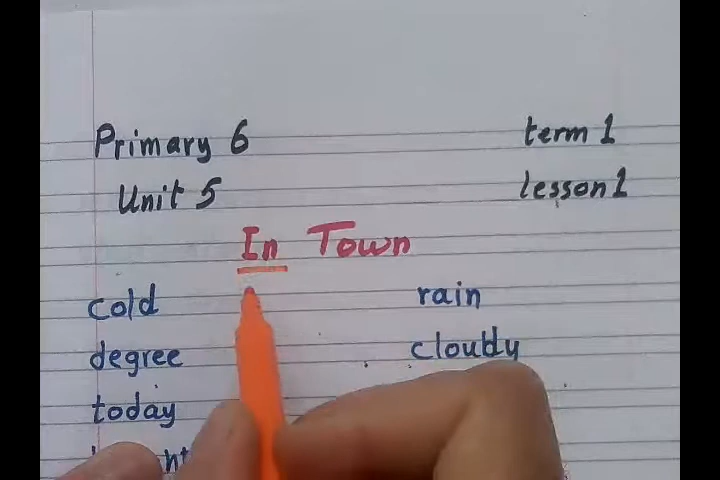 Primary 6 term 1
Unit 5 lesson 1
In Town
cold rain
degree cloudy
today